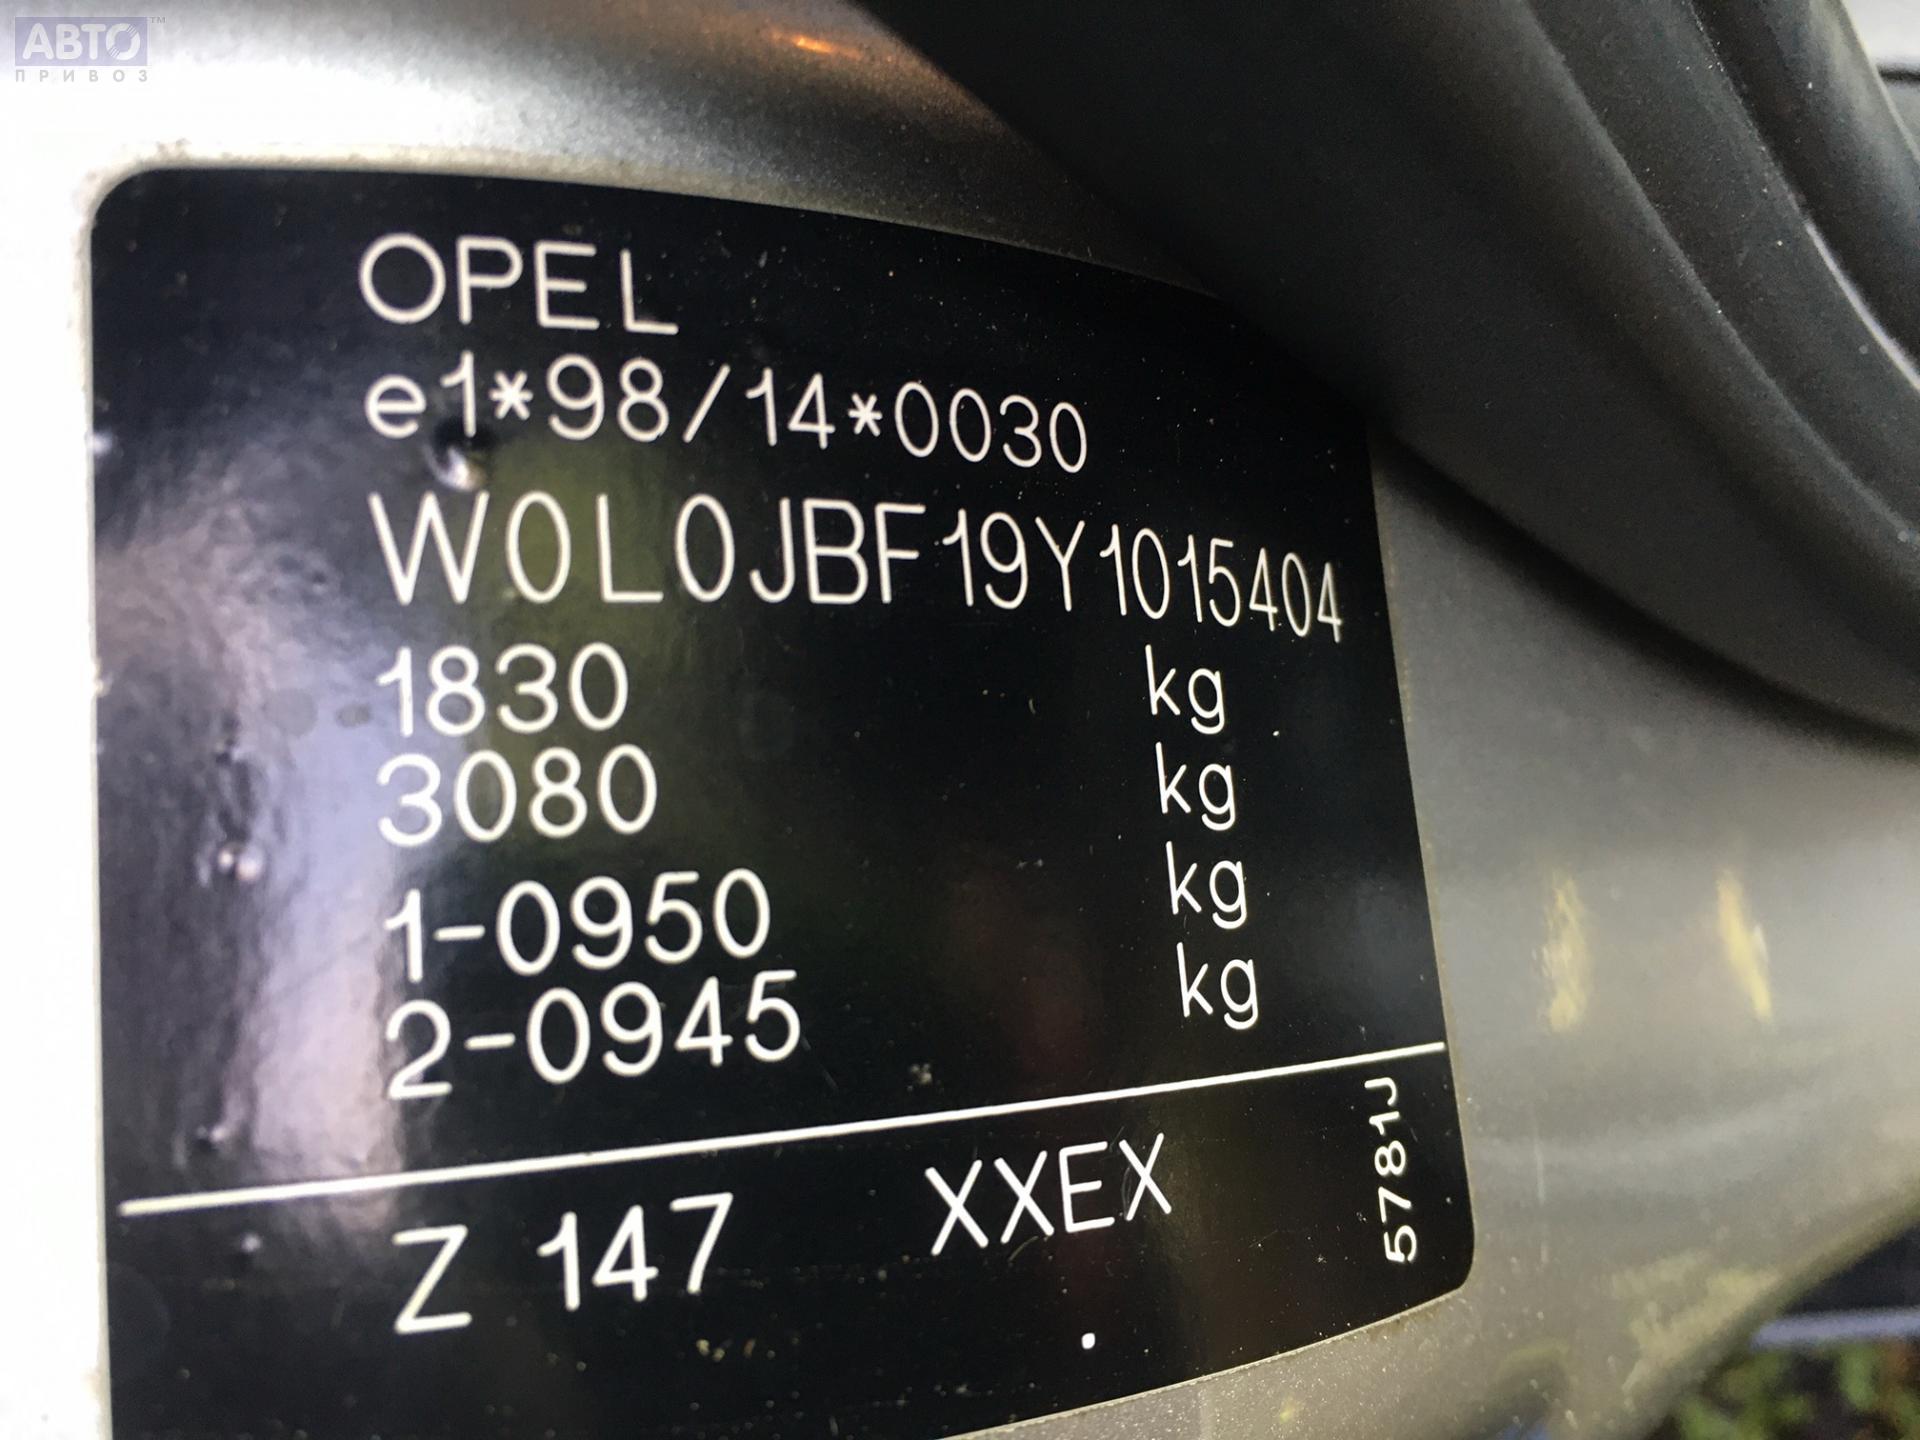 АВТО™
ПРИВОЗ
OPEL
e1*98/14*0030
W0L0JBF19Y1015404
1830 kg
3080 kg
1-0950 kg
2-0945 kg
Z 147 XXEX
5781J